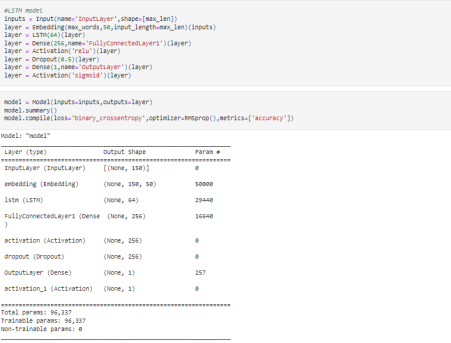 #LSTM model
inputs = Input(name='InputLayer',shape=[max_len])
layer = Embedding(max_words,50,input_length=max_len)(inputs)
layer = LSTM(64)(layer)
layer = Dense(256,name='FullyConnectedLayer1')(layer)
layer = Activation('relu')(layer)
layer = Dropout(0.5)(layer)
layer = Dense(1,name='OutputLayer')(layer)
layer = Activation('sigmoid')(layer)
model = Model(inputs=inputs,outputs=layer)
model.summary()
model.compile(loss='binary_crossentropy',optimizer=RMSprop(),metrics=['accuracy'])
Model: "model"
Layer (type) Output Shape Param #
InputLayer (InputLayer) [(None, 150)] 0
embedding (Embedding) (None, 150, 50) 50000
lstm (LSTM) (None, 64) 29440
FullyConnectedLayer1 (Dense (None, 256) 16640
)
activation (Activation) (None, 256) 0
dropout (Dropout) (None, 256) 0
OutputLayer (Dense) (None, 1) 257
activation_1 (Activation) (None, 1) 0
Total params: 96,337
Trainable params: 96,337
Non-trainable params: 0